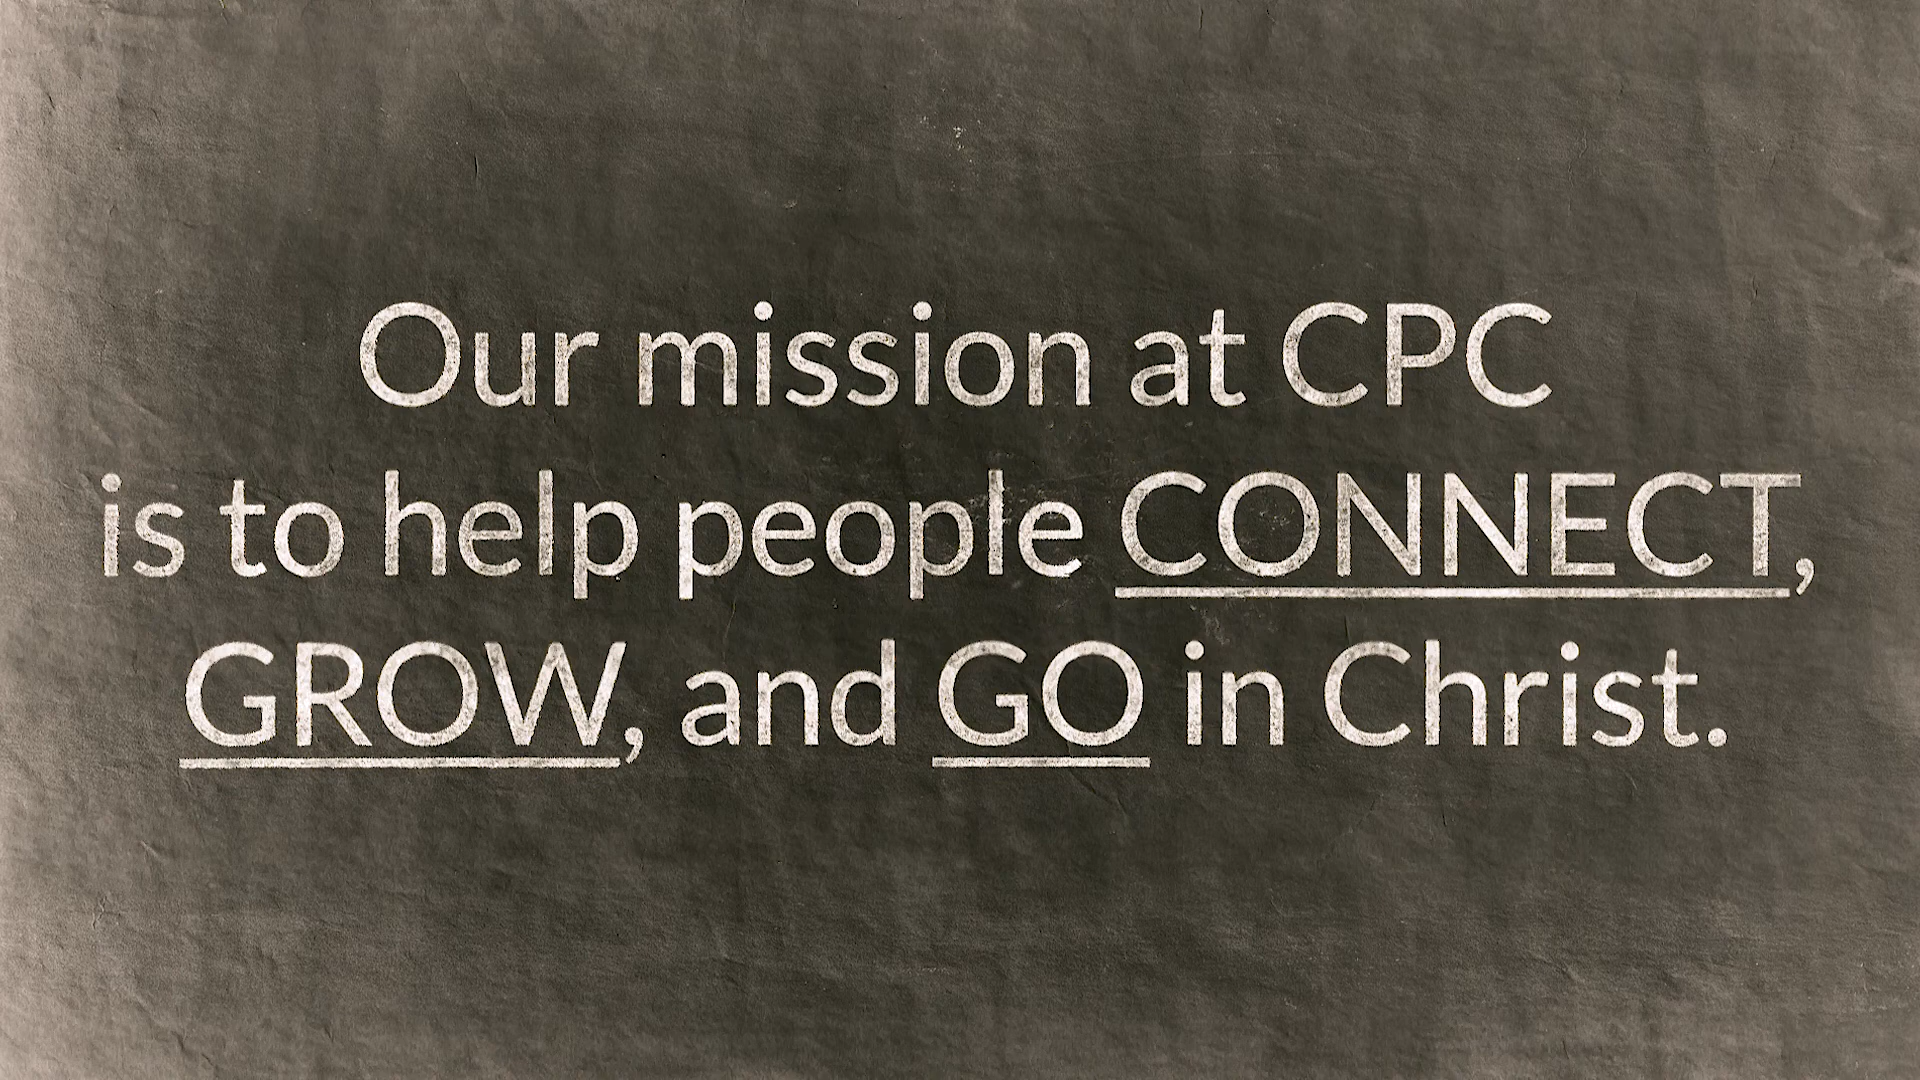 Our mission at CPC
is to help people CONNECT,
GROW, and GO in Christ.